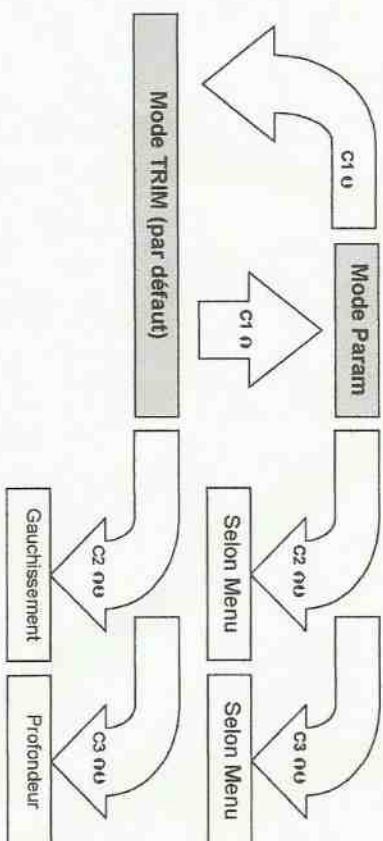 C1
Mode Param
C1
C2
C3
Selon Menu
Selon Menu
Mode TRIM (par défaut)
C2
C3
Gauchissement
Profondeur